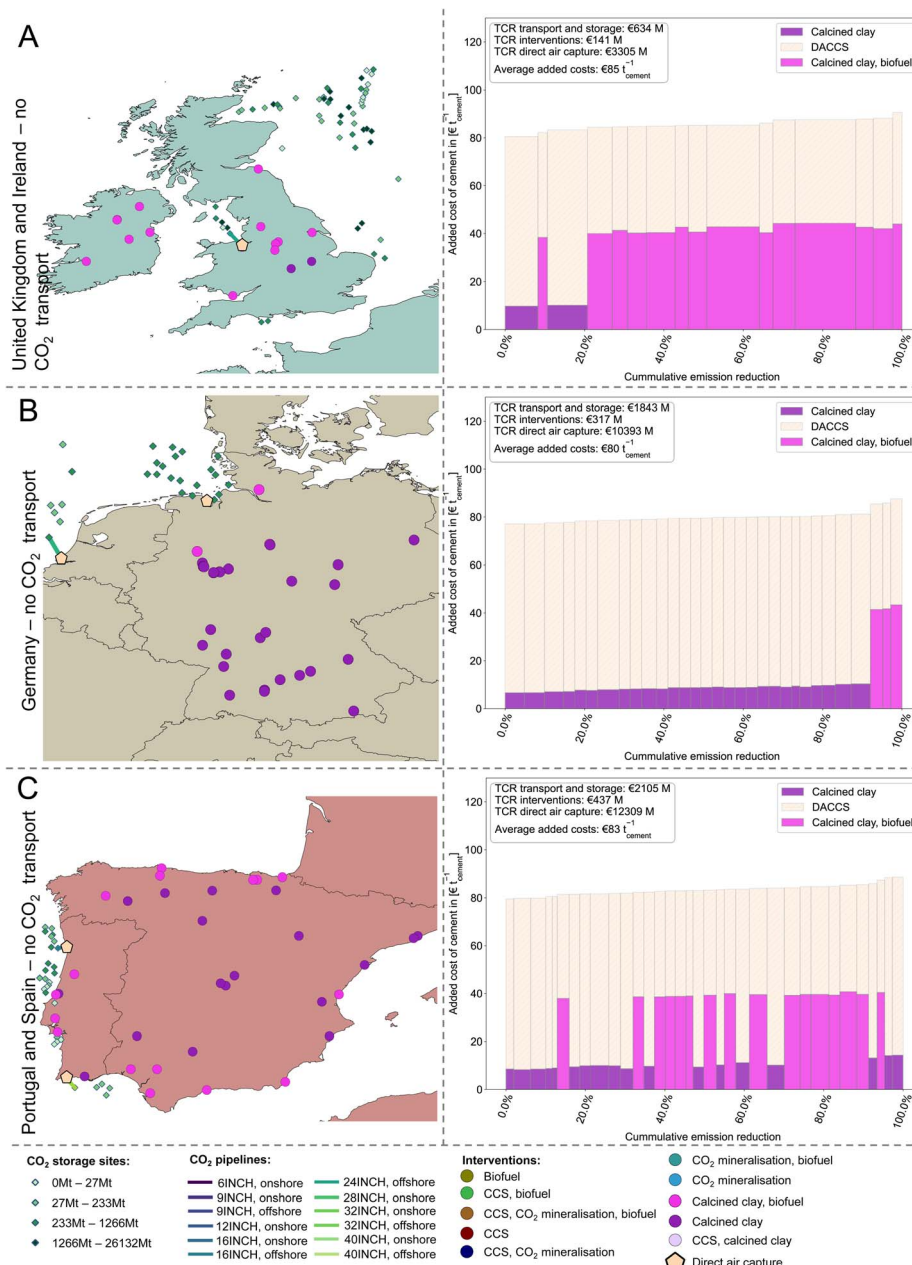 A
United Kingdom and Ireland – no
CO₂ transport
TCR transport and storage: €634 M
TCR interventions: €141 M
TCR direct air capture: €3305 M
Average added costs: €85 t⁻¹cement
Calcined clay
DACCS
Calcined clay, biofuel
Added cost of cement in [€ t⁻¹cement]
120
100
80
60
40
20
0
0.0%
20.0%
40.0%
60.0%
80.0%
100.0%
Cummulative emission reduction
B
Germany – no CO₂ transport
TCR transport and storage: €1843 M
TCR interventions: €317 M
TCR direct air capture: €10393 M
Average added costs: €80 t⁻¹cement
Calcined clay
DACCS
Calcined clay, biofuel
Added cost of cement in [€ t⁻¹cement]
120
100
80
60
40
20
0
0.0%
20.0%
40.0%
60.0%
80.0%
100.0%
Cummulative emission reduction
C
Portugal and Spain – no CO₂ transport
TCR transport and storage: €2105 M
TCR interventions: €437 M
TCR direct air capture: €12309 M
Average added costs: €83 t⁻¹cement
Calcined clay
DACCS
Calcined clay, biofuel
Added cost of cement in [€ t⁻¹cement]
120
100
80
60
40
20
0
0.0%
20.0%
40.0%
60.0%
80.0%
100.0%
Cummulative emission reduction
CO₂ storage sites:
0Mt – 27Mt
27Mt – 233Mt
233Mt – 1266Mt
1266Mt – 26132Mt
CO₂ pipelines:
6INCH, onshore
9INCH, onshore
9INCH, offshore
12INCH, onshore
16INCH, onshore
16INCH, offshore
24INCH, offshore
28INCH, onshore
32INCH, onshore
32INCH, offshore
40INCH, onshore
40INCH, offshore
Interventions:
Biofuel
CCS, biofuel
CCS, CO₂ mineralisation, biofuel
CCS
CCS, CO₂ mineralisation
CO₂ mineralisation, biofuel
CO₂ mineralisation
Calcined clay, biofuel
Calcined clay
CCS, calcined clay
Direct air capture